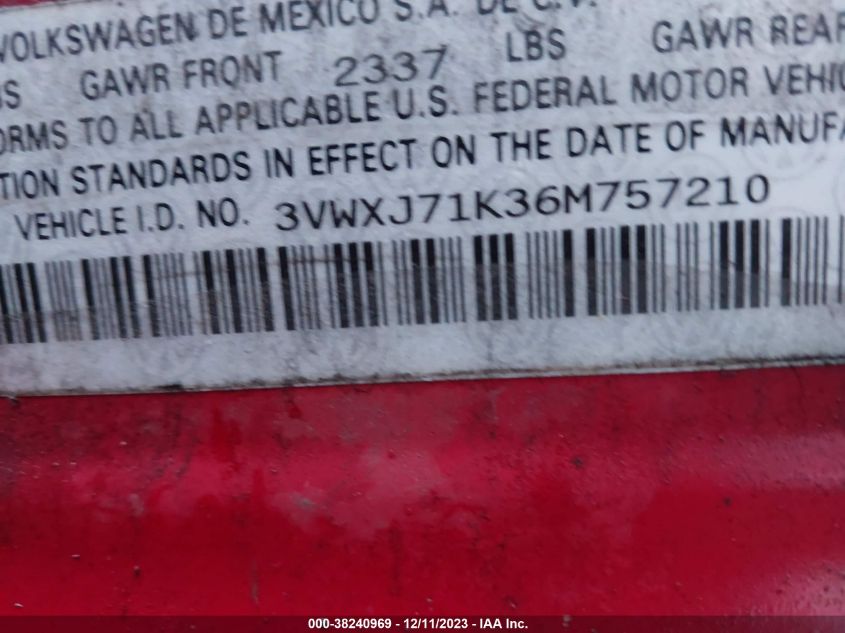 VOLKSWAGEN DE MEXICO S.A. DE C.V.
GAWR FRONT 2337 LBS GAWR REAR
ORMS TO ALL APPLICABLE U.S. FEDERAL MOTOR VEHIC
TION STANDARDS IN EFFECT ON THE DATE OF MANUFA
VEHICLE I.D. NO. 3VWXJ71K36M757210
000-38240969 - 12/11/2023 - IAA Inc.